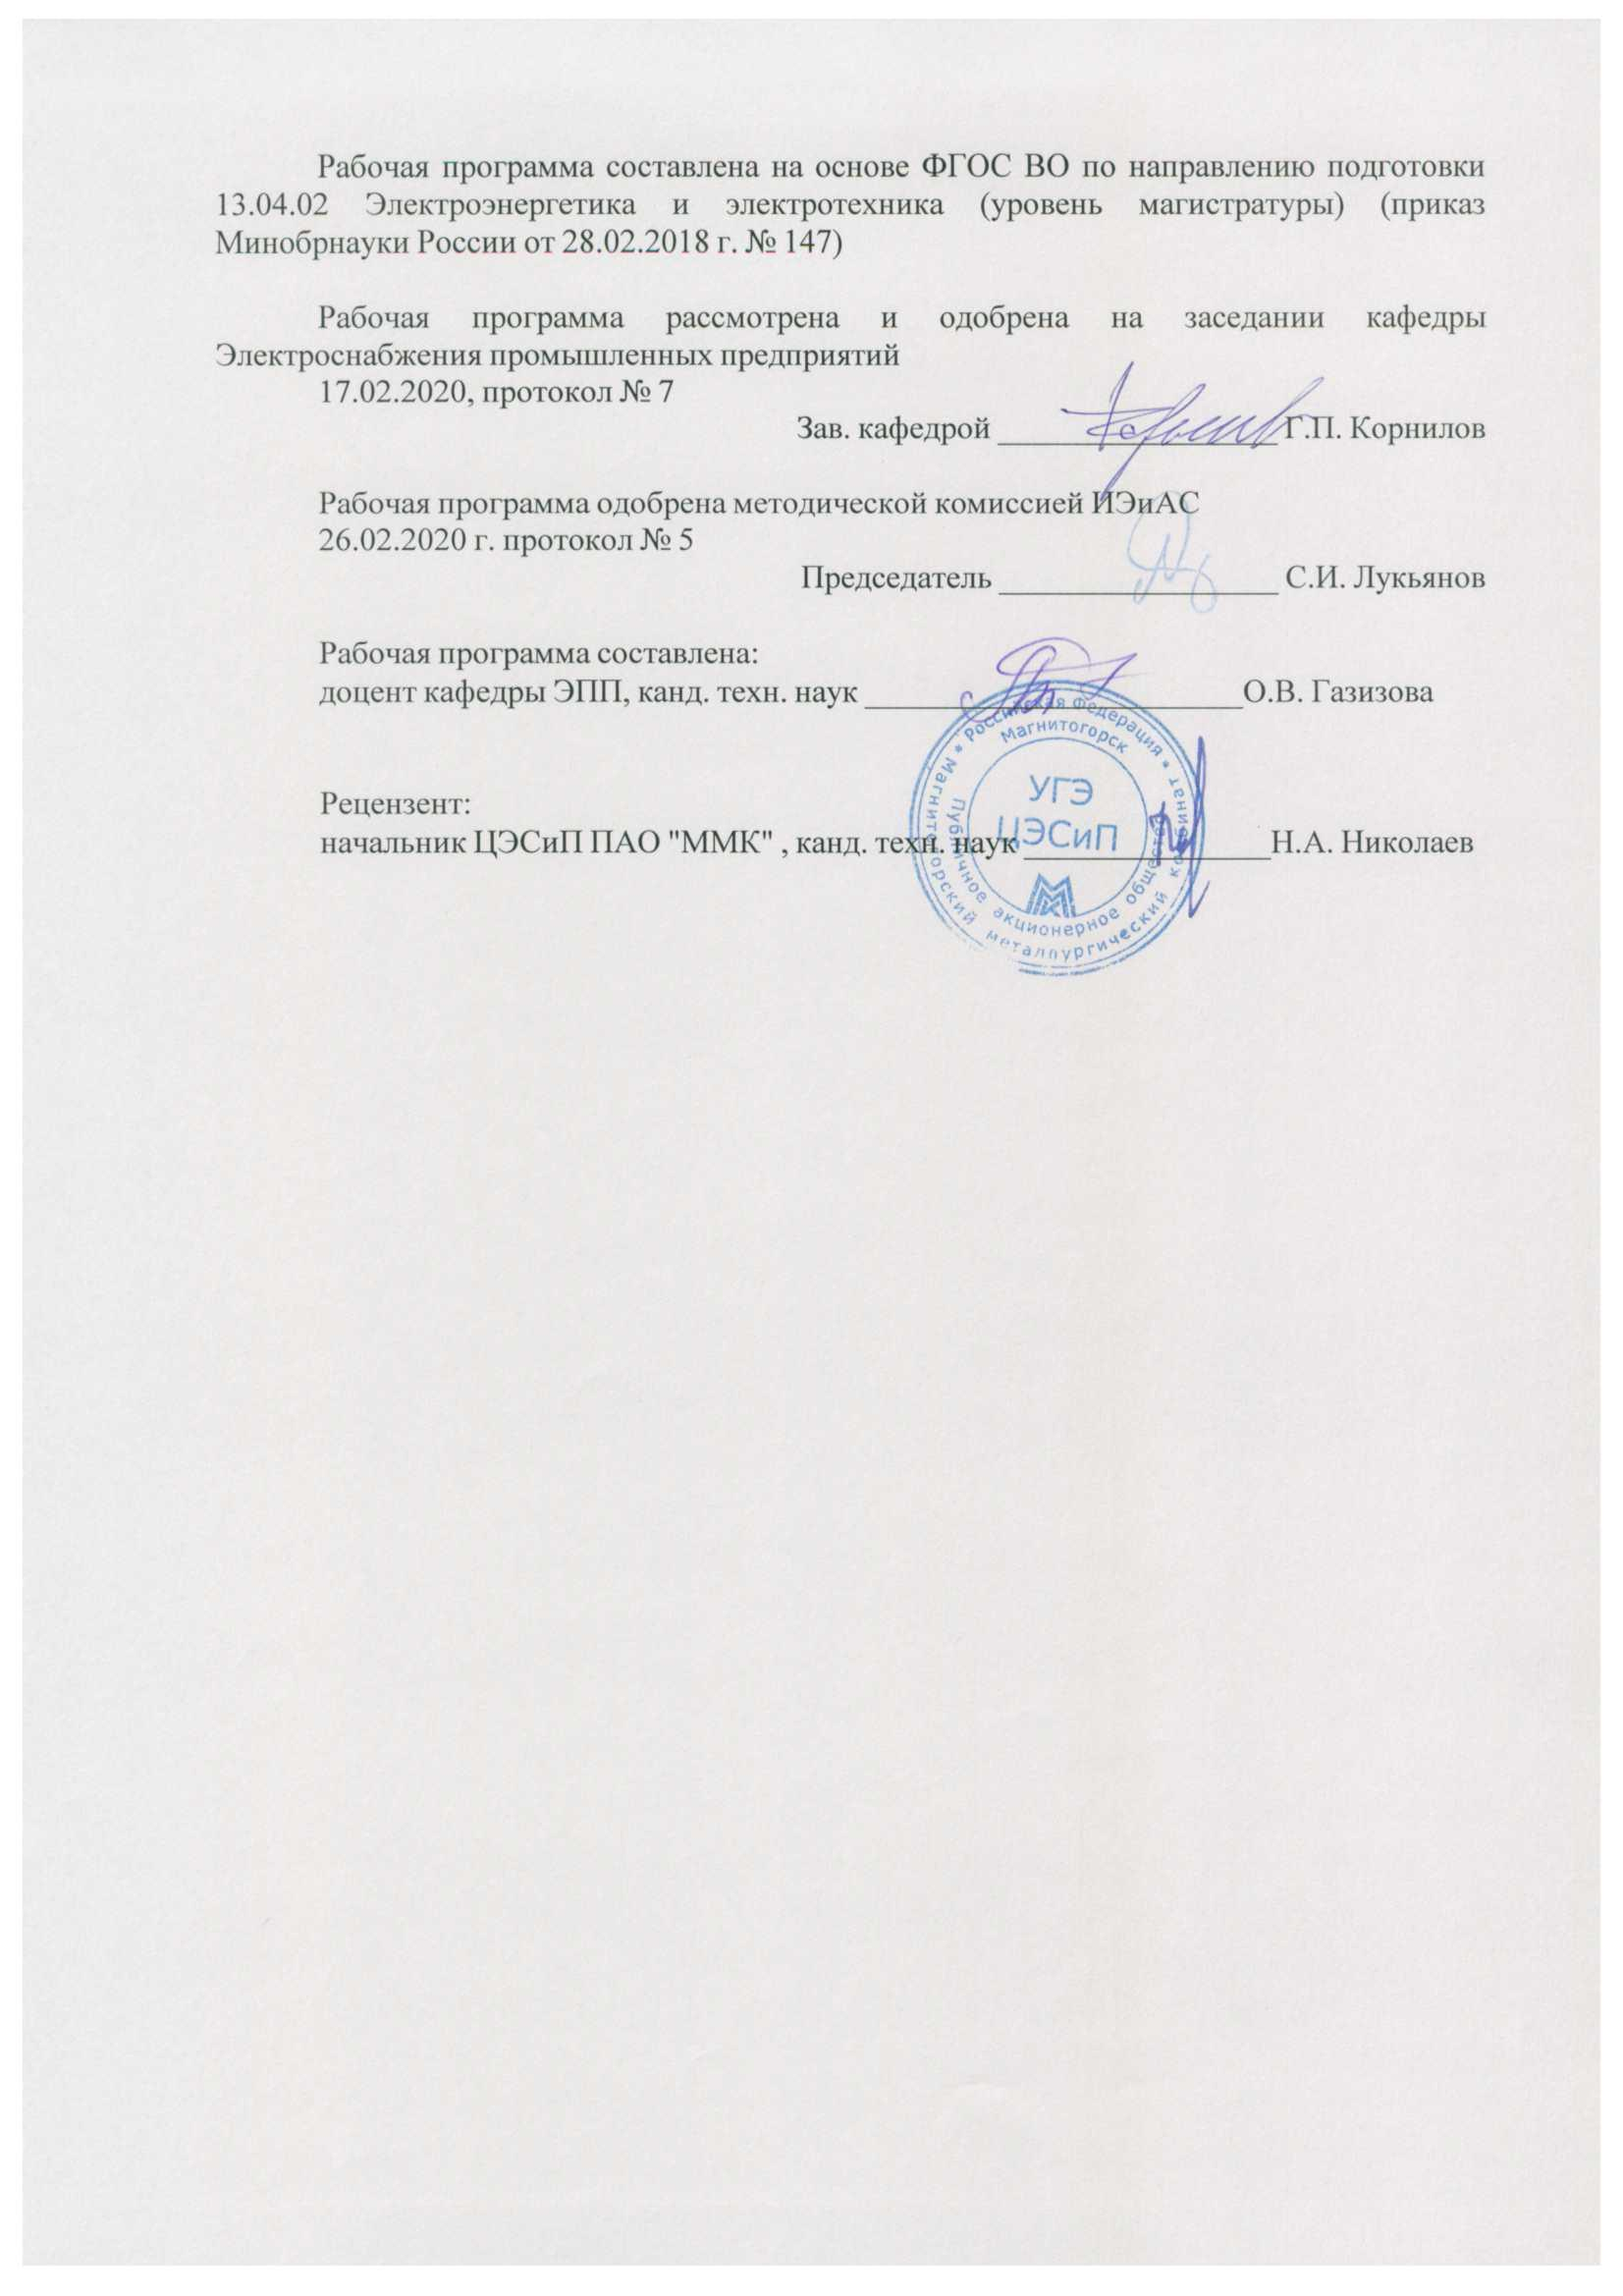 Рабочая программа составлена на основе ФГОС ВО по направлению подготовки
13.04.02 Электроэнергетика и электротехника (уровень магистратуры) (приказ
Минобрнауки России от 28.02.2018 г. № 147)
Рабочая программа рассмотрена и одобрена на заседании кафедры
Электроснабжения промышленных предприятий
17.02.2020, протокол № 7
Зав. кафедрой Г.П. Корнилов
Рабочая программа одобрена методической комиссией ИЭиАС
26.02.2020 г. протокол № 5
Председатель С.И. Лукьянов
Рабочая программа составлена:
доцент кафедры ЭПП, канд. техн. наук О.В. Газизова
Рецензент:
начальник ЦЭСиП ПАО "ММК" , канд. техн. наук Н.А. Николаев
Российская Федерация * Магнитогорский металлургический комбинат *
Магнитогорск
Публичное акционерное общество
УГЭ
ЦЭСиП